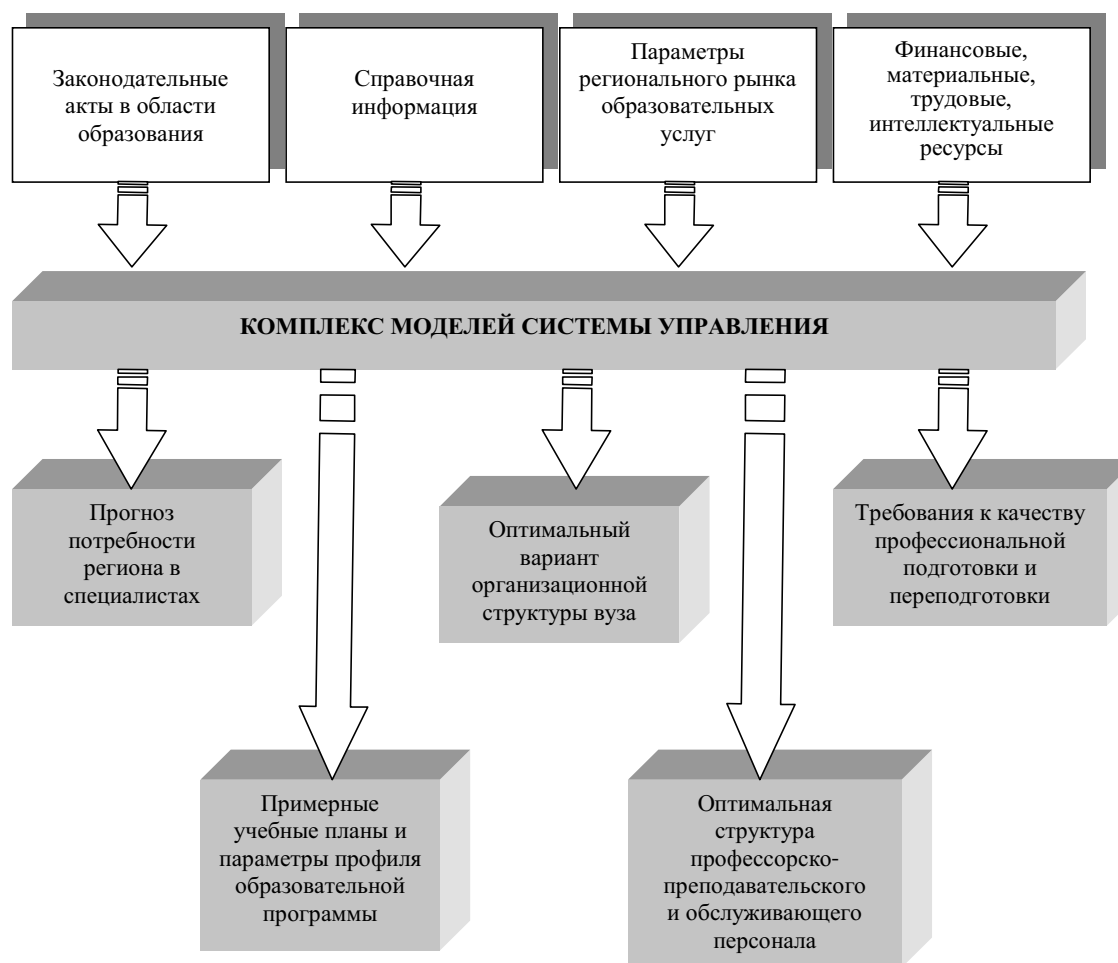 Законодательные
акты в области
образования
Справочная
информация
Параметры
регионального рынка
образовательных
услуг
Финансовые,
материальные,
трудовые,
интеллектуальные
ресурсы
КОМПЛЕКС МОДЕЛЕЙ СИСТЕМЫ УПРАВЛЕНИЯ
Прогноз
потребности
региона в
специалистах
Оптимальный
вариант
организационной
структуры вуза
Требования к качеству
профессиональной
подготовки и
переподготовки
Примерные
учебные планы и
параметры профиля
образовательной
программы
Оптимальная
структура
профессорско-
преподавательского
и обслуживающего
персонала